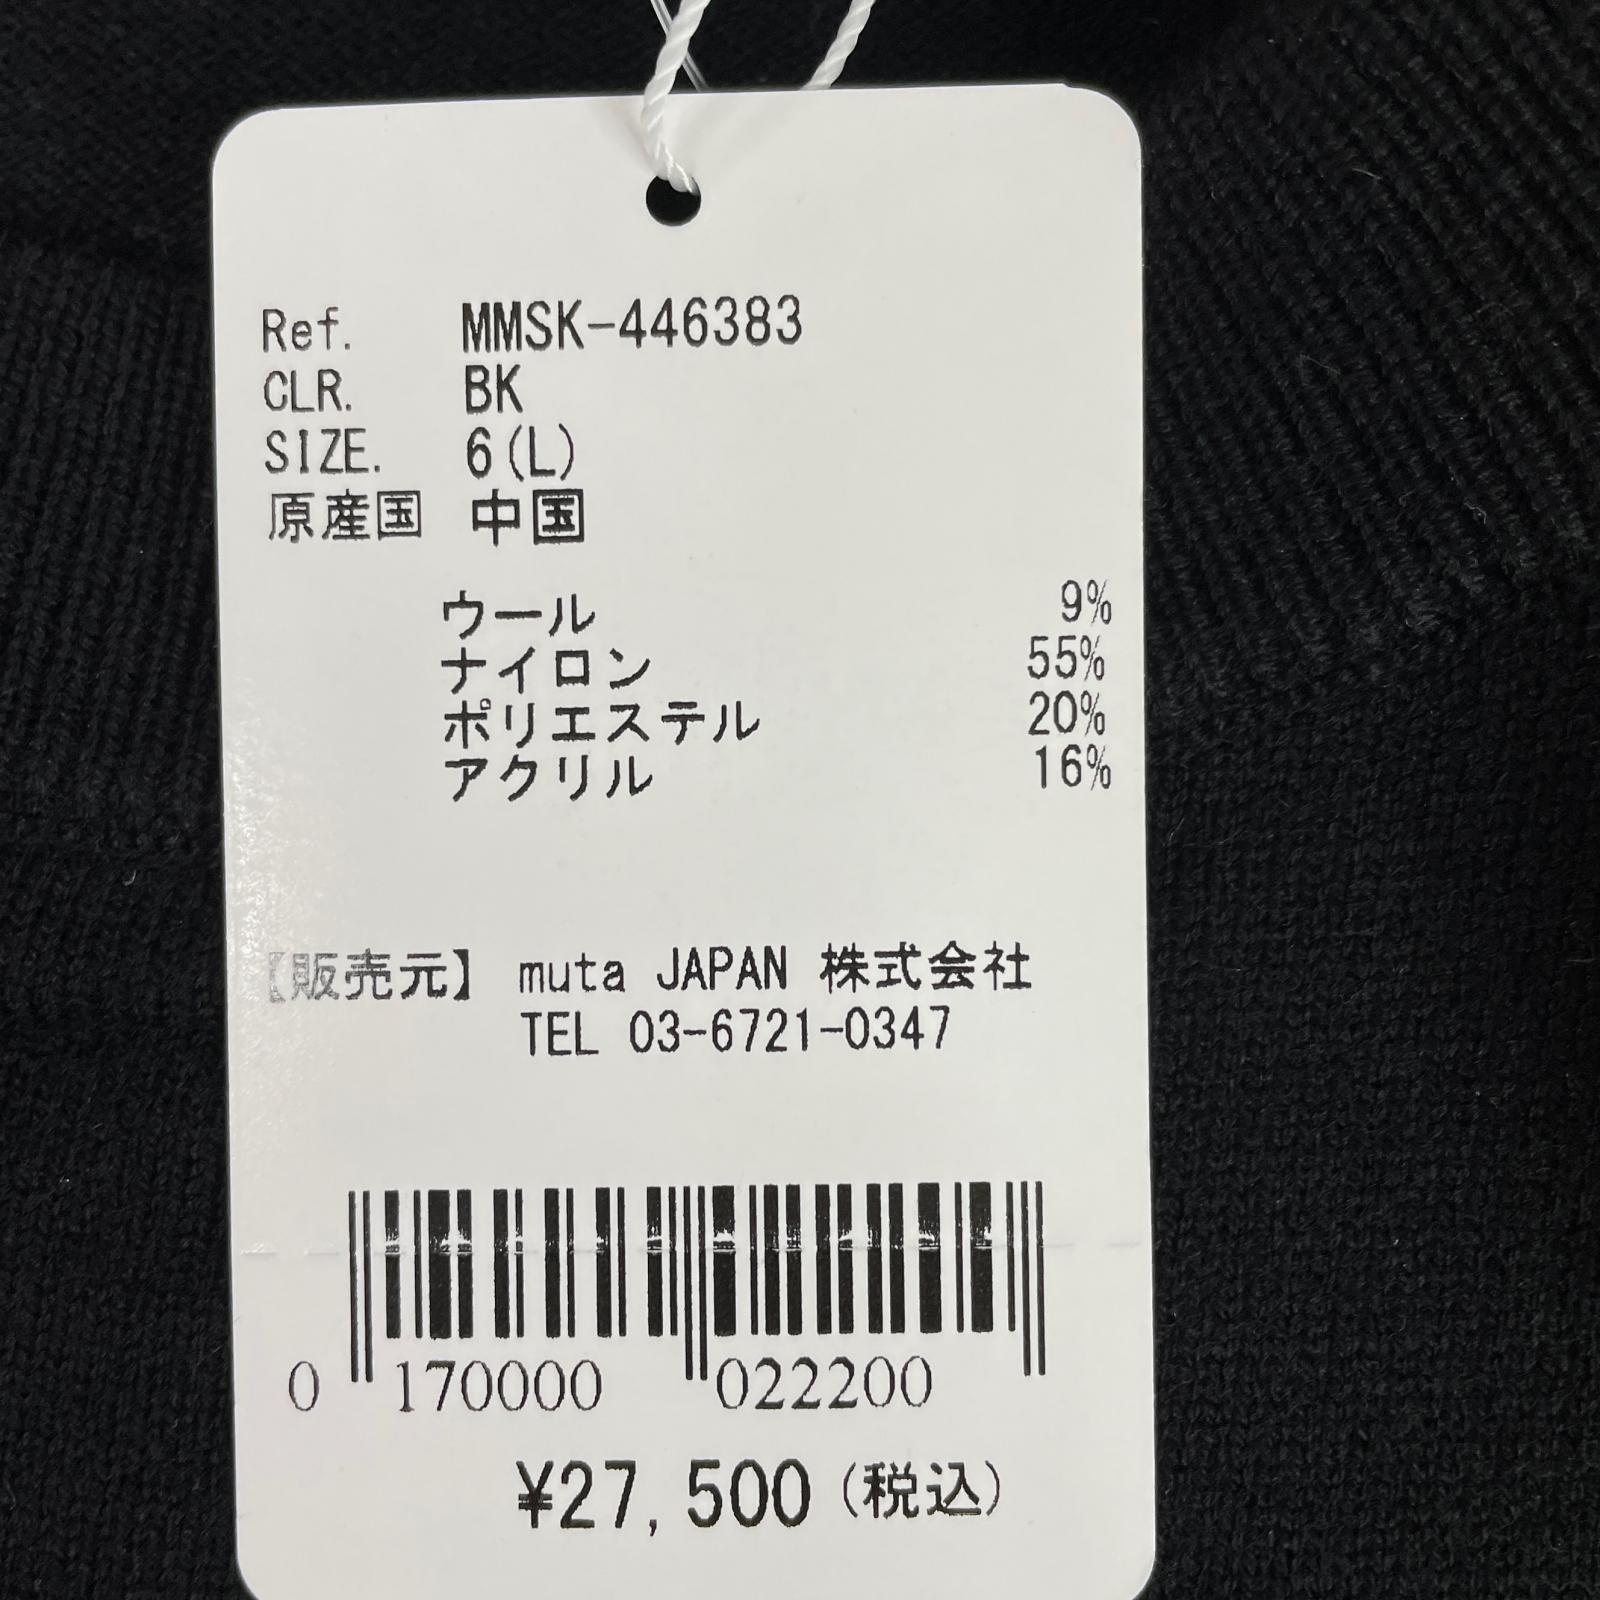 Ref. MMSK-446383
CLR. BK
SIZE. 6(L)
原産国 中国
ウール 9%
ナイロン 55%
ポリエステル 20%
アクリル 16%
【販売元】 muta JAPAN 株式会社
TEL 03-6721-0347
0 170000 022200
¥27,500(税込)